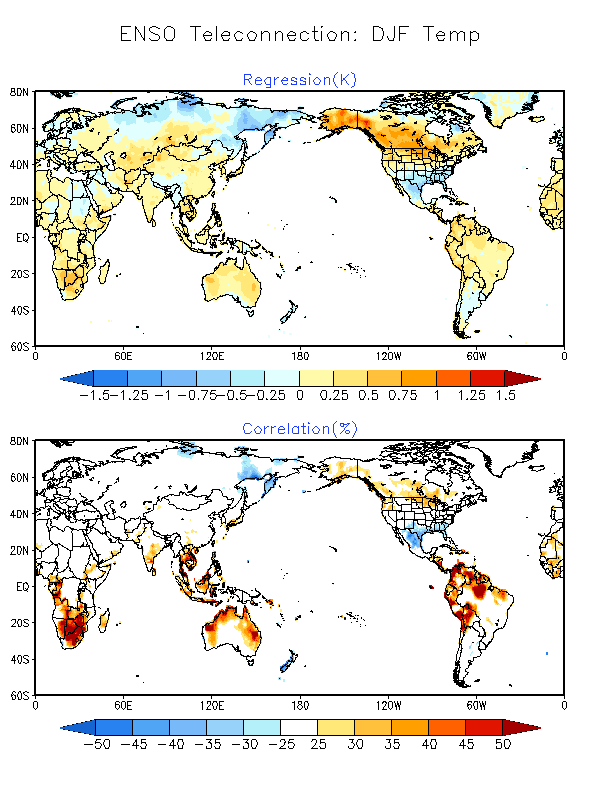 ENSO Teleconnection: DJF Temp
Regression(K)
80N
60N
40N
20N
EQ
20S
40S
60S
0 60E 120E 180 120W 60W 0
-1.5 -1.25 -1 -0.75 -0.5 -0.25 0 0.25 0.5 0.75 1 1.25 1.5
Correlation(%)
80N
60N
40N
20N
EQ
20S
40S
60S
0 60E 120E 180 120W 60W 0
-50 -45 -40 -35 -30 -25 25 30 35 40 45 50